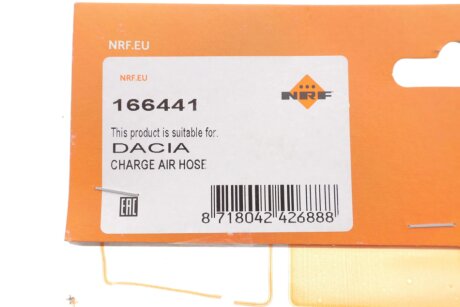 NRF.EU
NRF.EU
NRF
166441
This product is suitable for.
DACIA
CHARGE AIR HOSE
EAC
8 718042 426888